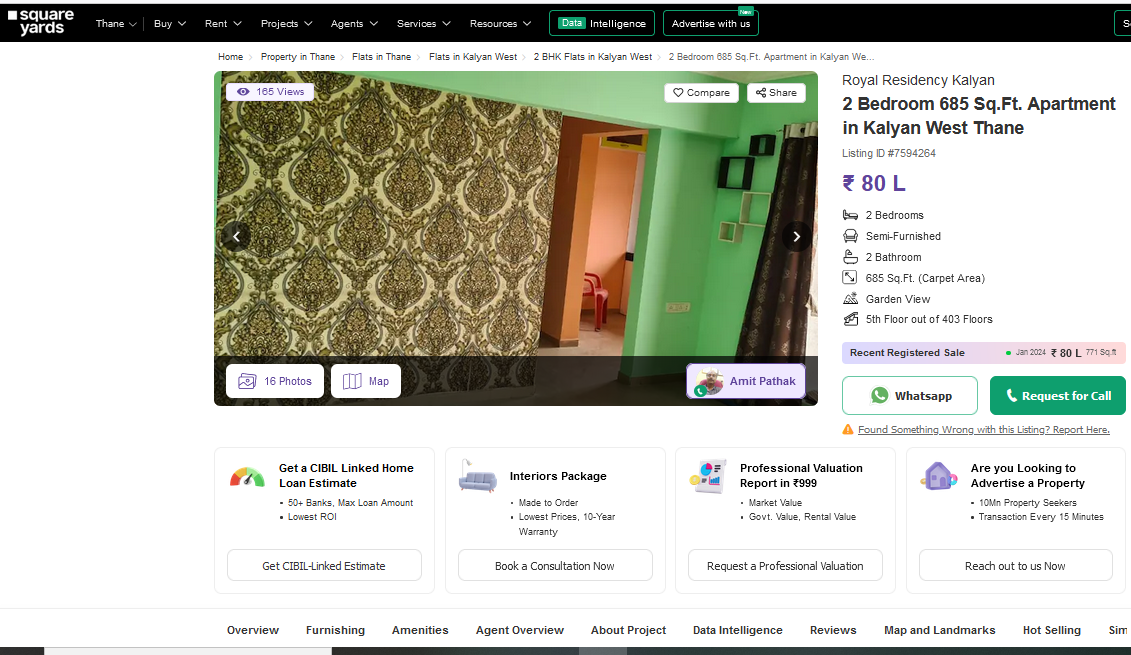 square yards
Thane Buy Rent Projects Agents Services Resources Data Intelligence Advertise with us New
Home Property in Thane Flats in Thane Flats in Kalyan West 2 BHK Flats in Kalyan West 2 Bedroom 685 Sq.Ft. Apartment in Kalyan We...
165 Views
Compare
Share
16 Photos
Map
Amit Pathak
Royal Residency Kalyan
2 Bedroom 685 Sq.Ft. Apartment
in Kalyan West Thane
Listing ID #7594264
₹ 80 L
2 Bedrooms
Semi-Furnished
2 Bathroom
685 Sq.Ft. (Carpet Area)
Garden View
5th Floor out of 403 Floors
Recent Registered Sale Jan 2024 ₹ 80 L 771 Sq.ft
Whatsapp
Request for Call
Found Something Wrong with this Listing? Report Here.
Get a CIBIL Linked Home
Loan Estimate
• 50+ Banks, Max Loan Amount
• Lowest ROI
Get CIBIL-Linked Estimate
Interiors Package
• Made to Order
• Lowest Prices, 10-Year
Warranty
Book a Consultation Now
Professional Valuation
Report in ₹999
• Market Value
• Govt. Value, Rental Value
Request a Professional Valuation
Are you Looking to
Advertise a Property
• 10Mn Property Seekers
• Transaction Every 15 Minutes
Reach out to us Now
Overview Furnishing Amenities Agent Overview About Project Data Intelligence Reviews Map and Landmarks Hot Selling Sim